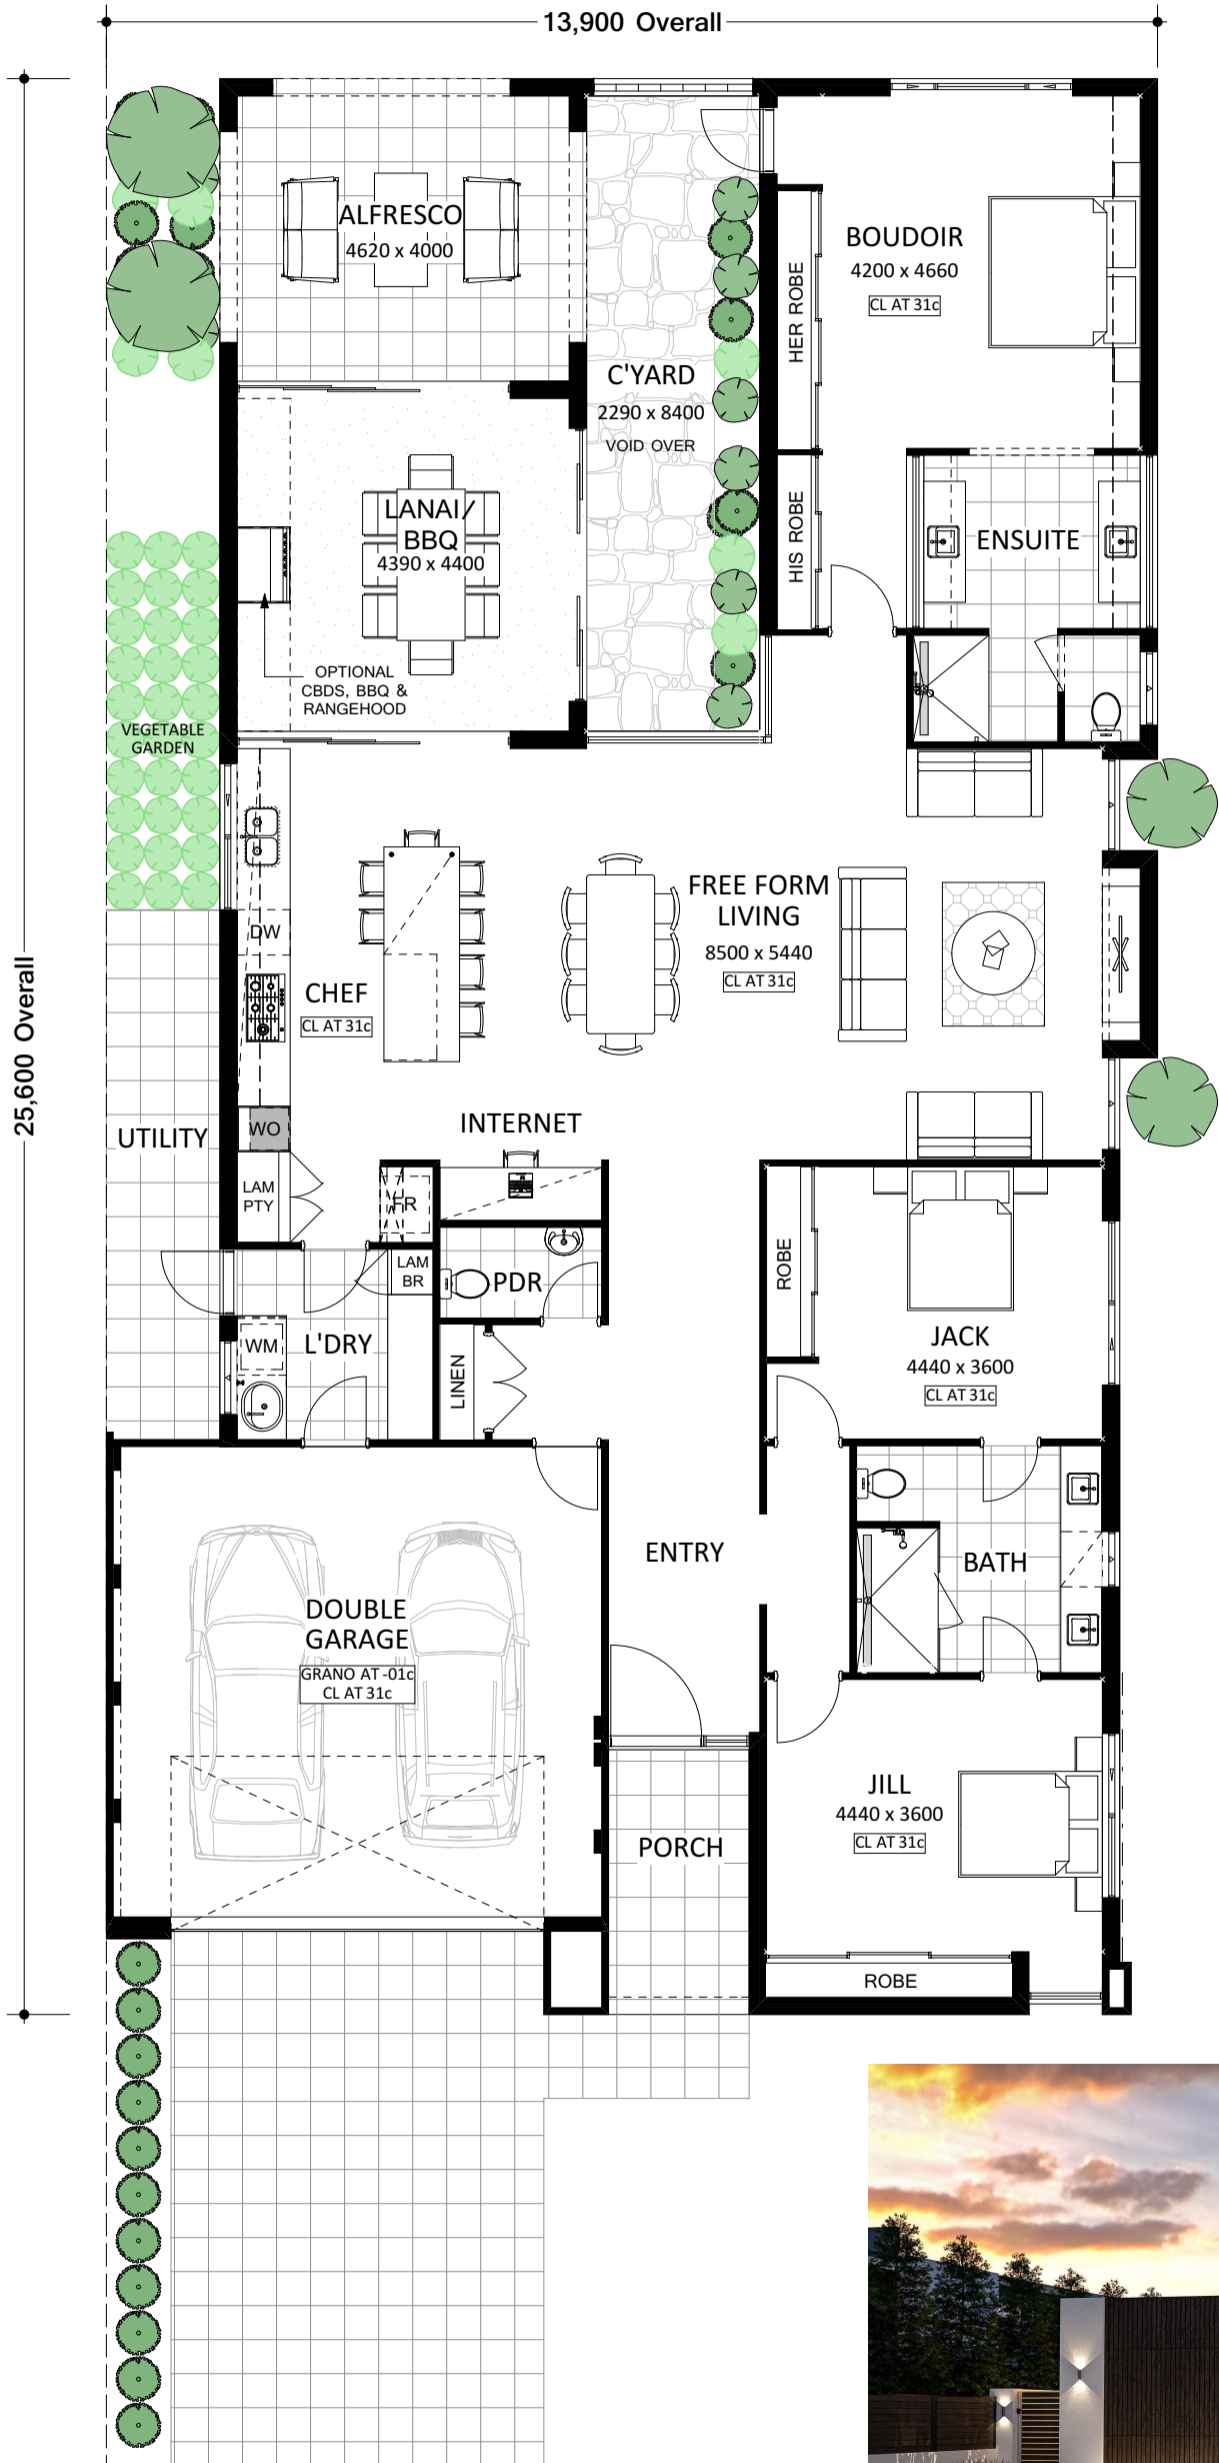 13,900 Overall
25,600 Overall
ALFRESCO
4620 x 4000
BOUDOIR
4200 x 4660
CL AT 31c
HER ROBE
C'YARD
2290 x 8400
VOID OVER
HIS ROBE
ENSUITE
LANAI/
BBQ
4390 x 4400
OPTIONAL
CBDS, BBQ &
RANGEHOOD
VEGETABLE
GARDEN
FREE FORM
LIVING
8500 x 5440
CL AT 31c
DW
CHEF
CL AT 31c
INTERNET
UTILITY
WO
LAM
PTY
FR
LAM
BR
PDR
ROBE
JACK
4440 x 3600
CL AT 31c
WM
L'DRY
LINEN
ENTRY
BATH
DOUBLE
GARAGE
GRANO AT -01c
CL AT 31c
JILL
4440 x 3600
CL AT 31c
PORCH
ROBE